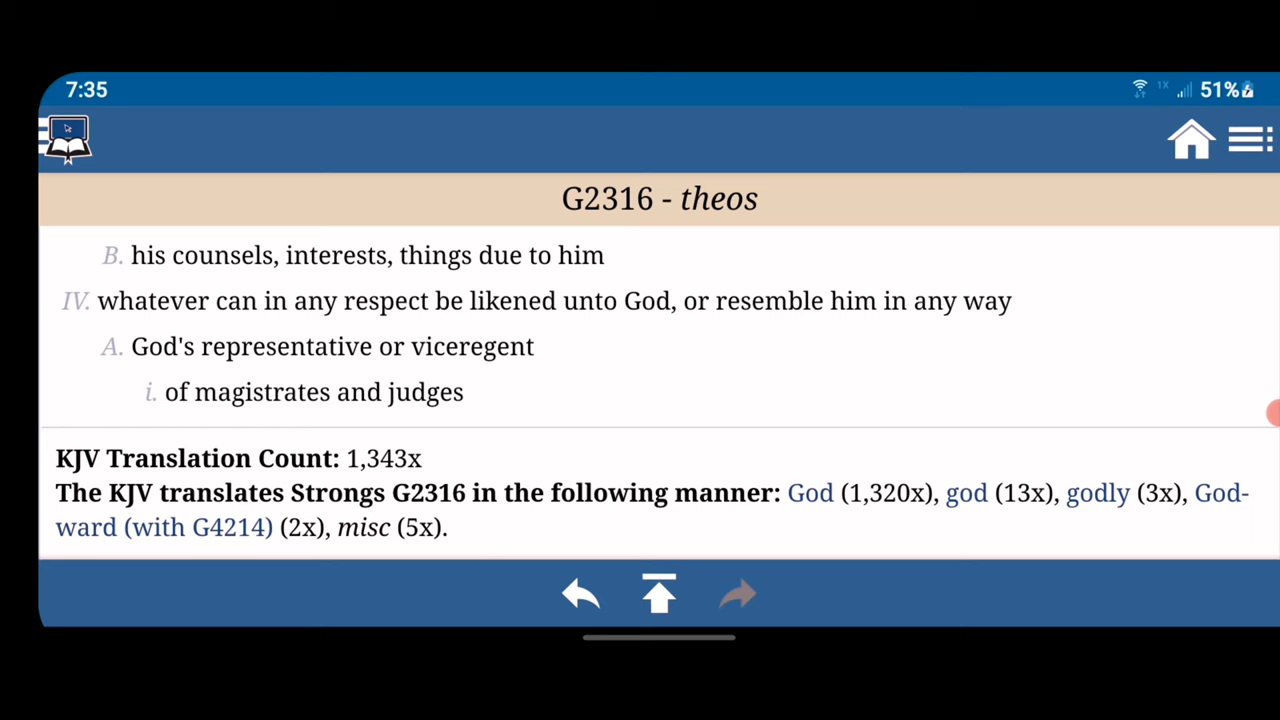 7:35
1X
51%
G2316 - theos
B. his counsels, interests, things due to him
IV. whatever can in any respect be likened unto God, or resemble him in any way
A. God's representative or viceregent
i. of magistrates and judges
KJV Translation Count: 1,343x
The KJV translates Strongs G2316 in the following manner: God (1,320x), god (13x), godly (3x), God-
ward (with G4214) (2x), misc (5x).